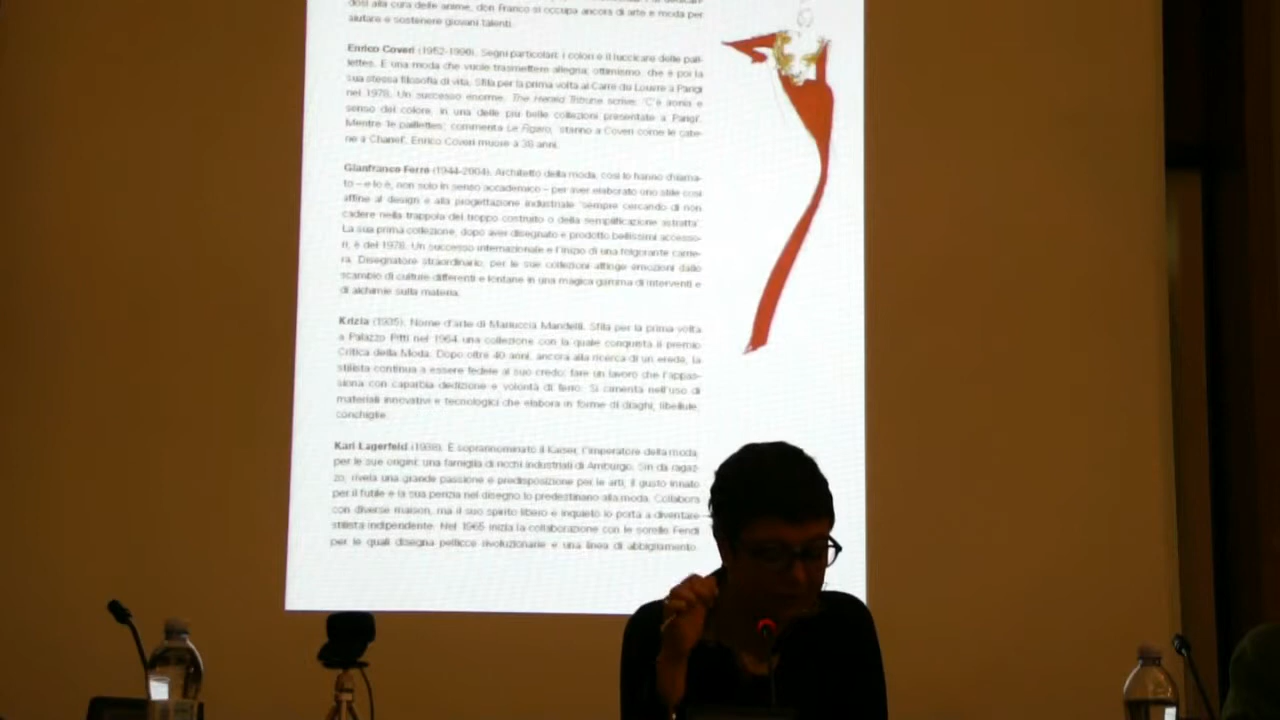 dosi alla cura delle anime, don Franco si occupa ancora di arte e moda per
aiutare e sostenere giovani talenti.
Enrico Coveri (1952-1990). Segni particolari: i colori e il luccicare delle pail-
lettes. È una moda che vuole trasmettere allegria, ottimismo, che è poi la
sua stessa filosofia di vita. Sfila per la prima volta al Carré du Louvre a Parigi
nel 1978. Un successo enorme. The Herald Tribune scrive: "C'è ironia e
senso del colore, in una delle più belle collezioni presentate a Parigi".
Mentre "le paillettes", commenta Le Figaro, "stanno a Coveri come le cate-
ne a Chanel". Enrico Coveri muore a 38 anni.
Gianfranco Ferré (1944-2004). Architetto della moda, così lo hanno chiama-
to – e lo è, non solo in senso accademico – per aver elaborato uno stile così
affine al design e alla progettazione industriale "sempre cercando di non
cadere nella trappola del troppo costruito o della semplificazione astratta".
La sua prima collezione, dopo aver disegnato e prodotto bellissimi accesso-
ri, è del 1978. Un successo internazionale e l'inizio di una folgorante carrie-
ra. Disegnatore straordinario, per le sue collezioni attinge emozioni dallo
scambio di culture differenti e lontane in una magica gamma di interventi e
di alchimie sulla materia.
Krizia (1935). Nome d'arte di Mariuccia Mandelli. Sfila per la prima volta
a Palazzo Pitti nel 1964 una collezione con la quale conquista il premio
Critica della Moda. Dopo oltre 40 anni, ancora alla ricerca di un erede, la
stilista continua a essere fedele al suo credo: fare un lavoro che l'appas-
siona con caparbia dedizione e volontà di ferro. Si cimenta nell'uso di
materiali innovativi e tecnologici che elabora in forme di draghi, libellule,
conchiglie.
Karl Lagerfeld (1938). È soprannominato il Kaiser, l'imperatore della moda,
per le sue origini: una famiglia di ricchi industriali di Amburgo. Sin da ragaz-
zo, rivela una grande passione e predisposizione per le arti, il gusto innato
per il futile e la sua perizia nel disegno lo predestinano alla moda. Collabora
con diverse maison, ma il suo spirito libero e inquieto lo porta a diventare
stilista indipendente. Nel 1965 inizia la collaborazione con le sorelle Fendi
per le quali disegna pellicce rivoluzionarie e una linea di abbigliamento.